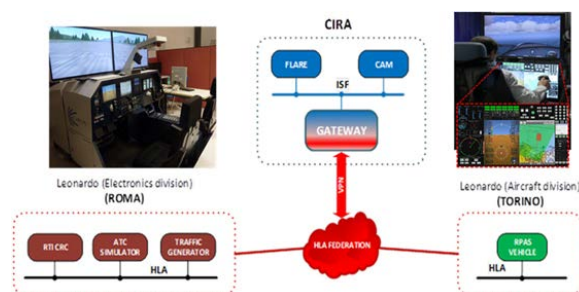 CIRA
FLARE
CAM
ISF
GATEWAY
VPN
Leonardo (Electronics division)
(ROMA)
Leonardo (Aircraft division)
(TORINO)
RTI CRC
ATC
SIMULATOR
TRAFFIC
GENERATOR
HLA
HLA FEDERATION
RPAS
VEHICLE
HLA